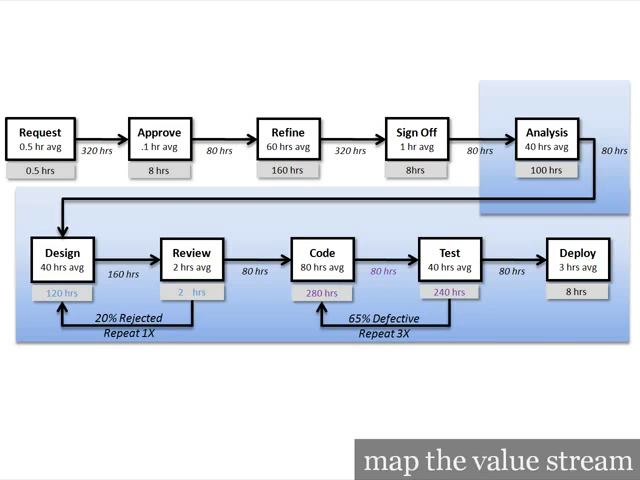 Request
0.5 hr avg
0.5 hrs
320 hrs
Approve
.1 hr avg
8 hrs
80 hrs
Refine
60 hrs avg
160 hrs
320 hrs
Sign Off
1 hr avg
8hrs
80 hrs
Analysis
40 hrs avg
100 hrs
80 hrs
Design
40 hrs avg
120 hrs
160 hrs
Review
2 hrs avg
2 hrs
80 hrs
Code
80 hrs avg
280 hrs
80 hrs
Test
40 hrs avg
240 hrs
80 hrs
Deploy
3 hrs avg
8 hrs
20% Rejected
Repeat 1X
65% Defective
Repeat 3X
map the value stream